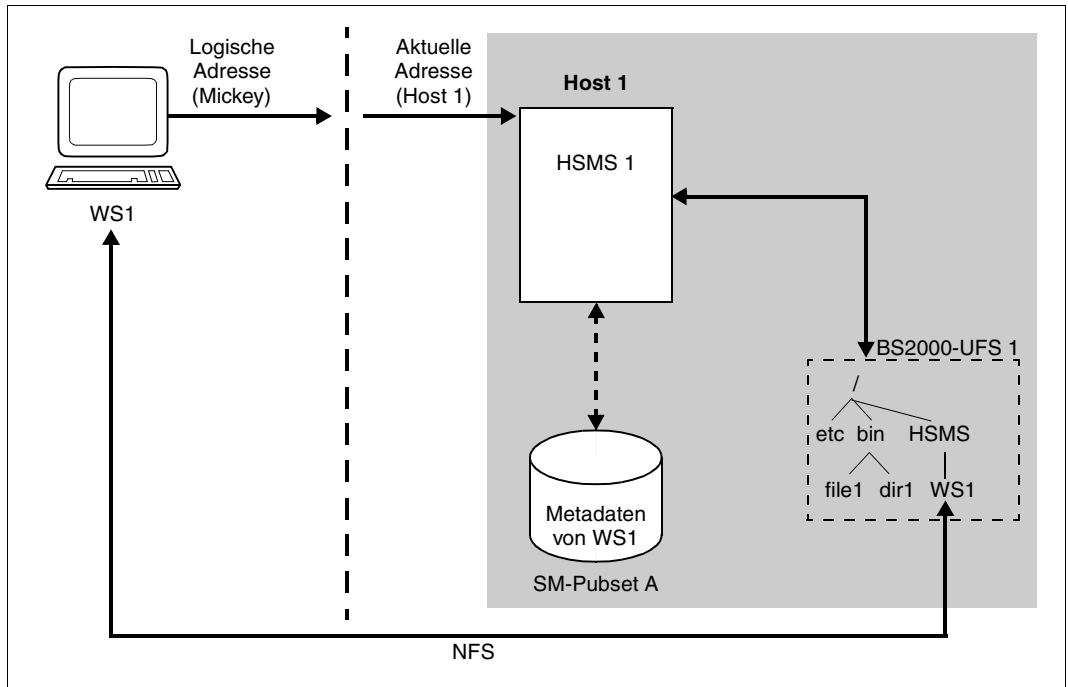 Logische
Adresse
(Mickey)
Aktuelle
Adresse
(Host 1)
Host 1
HSMS 1
WS1
BS2000-UFS 1
/
etc bin HSMS
file1 dir1 WS1
Metadaten
von WS1
SM-Pubset A
NFS